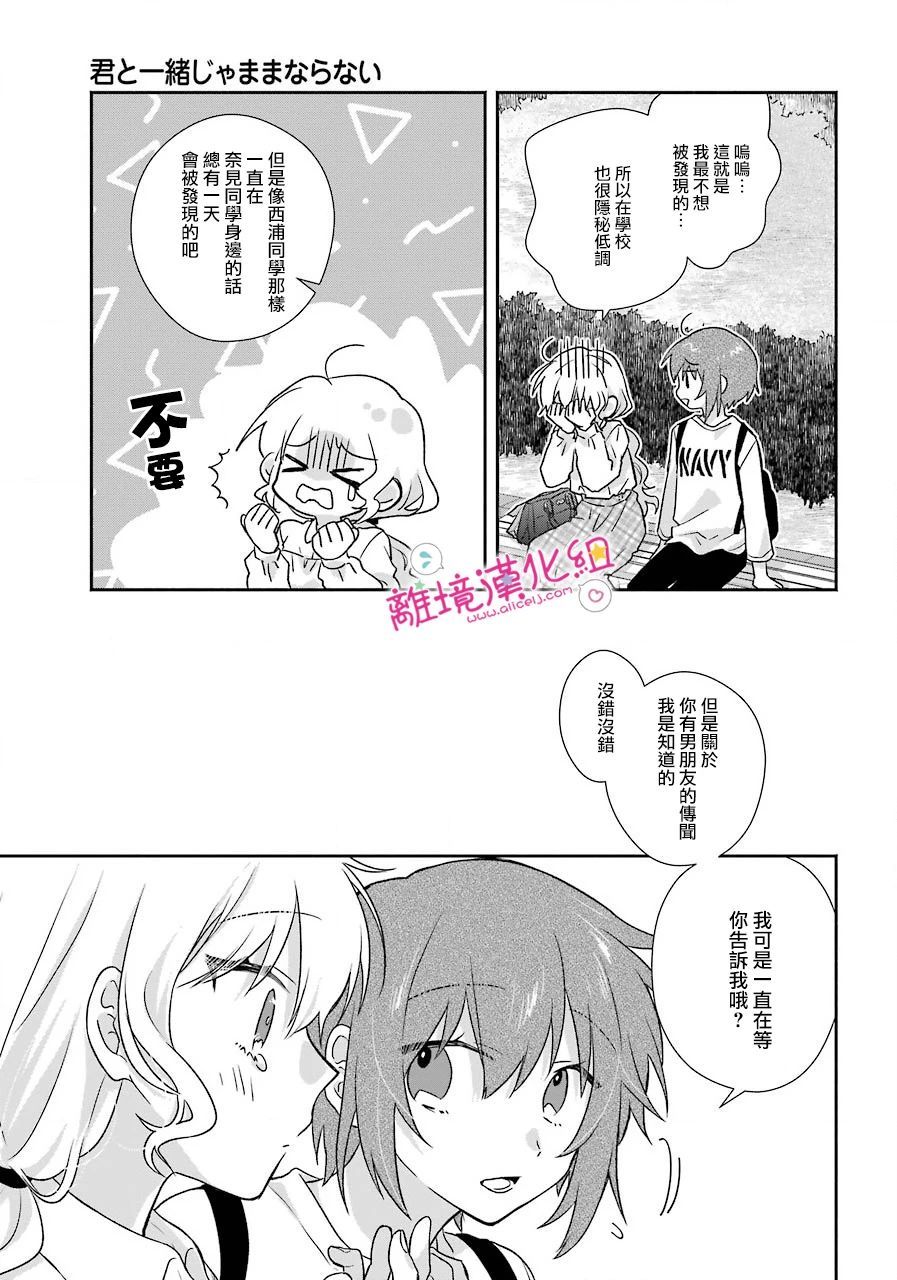 君と一緒じゃままならない
嗚嗚…
這就是
我最不想
被發現的…
所以在學校
也很隱秘低調
NAVY
但是像西浦同學那樣
一直在
奈見同學身邊的話
總有一天
會被發現的吧
不要
離境漢化組
www.alicelj.com
但是關於
你有男朋友的傳聞
我是知道的
沒錯沒錯
我可是一直在等
你告訴我哦？